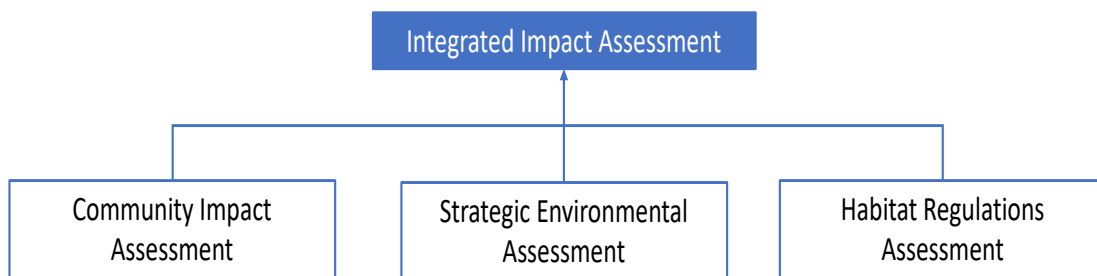 Integrated Impact Assessment
Community Impact
Assessment
Strategic Environmental
Assessment
Habitat Regulations
Assessment